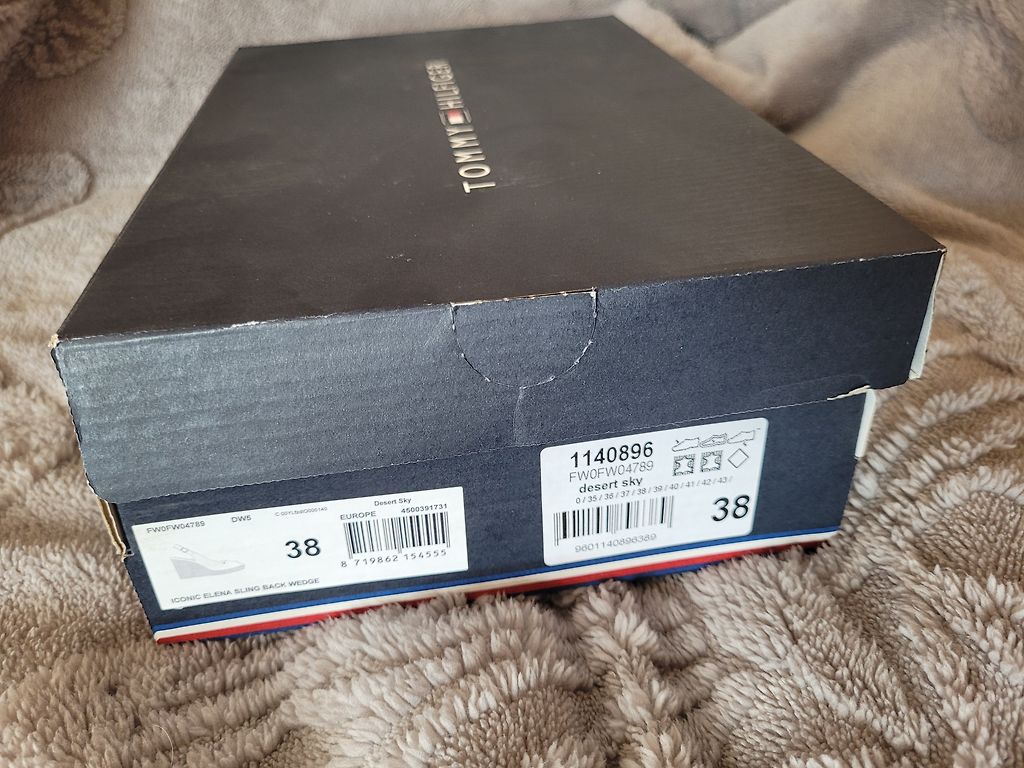 TOMMY HILFIGER
FW0FW04789 DW5
Desert Sky
EUROPE 4500391731
38
8 719862 154555
ICONIC ELENA SLING BACK WEDGE
1140896
FW0FW04789
desert sky
0 / 35 / 36 / 37 / 38 / 39 / 40 / 41 / 42 / 43 /
38
9601140896389